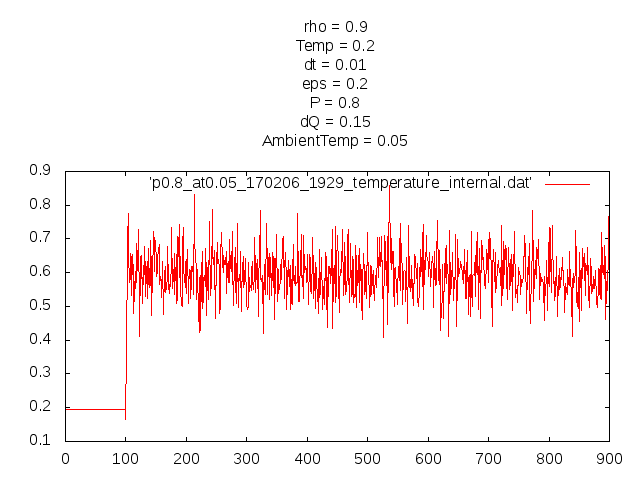 rho = 0.9
Temp = 0.2
dt = 0.01
eps = 0.2
P = 0.8
dQ = 0.15
AmbientTemp = 0.05
0.9
'p0.8_at0.05_170206_1929_temperature_internal.dat'
0.8
0.7
0.6
0.5
0.4
0.3
0.2
0.1
0 100 200 300 400 500 600 700 800 900